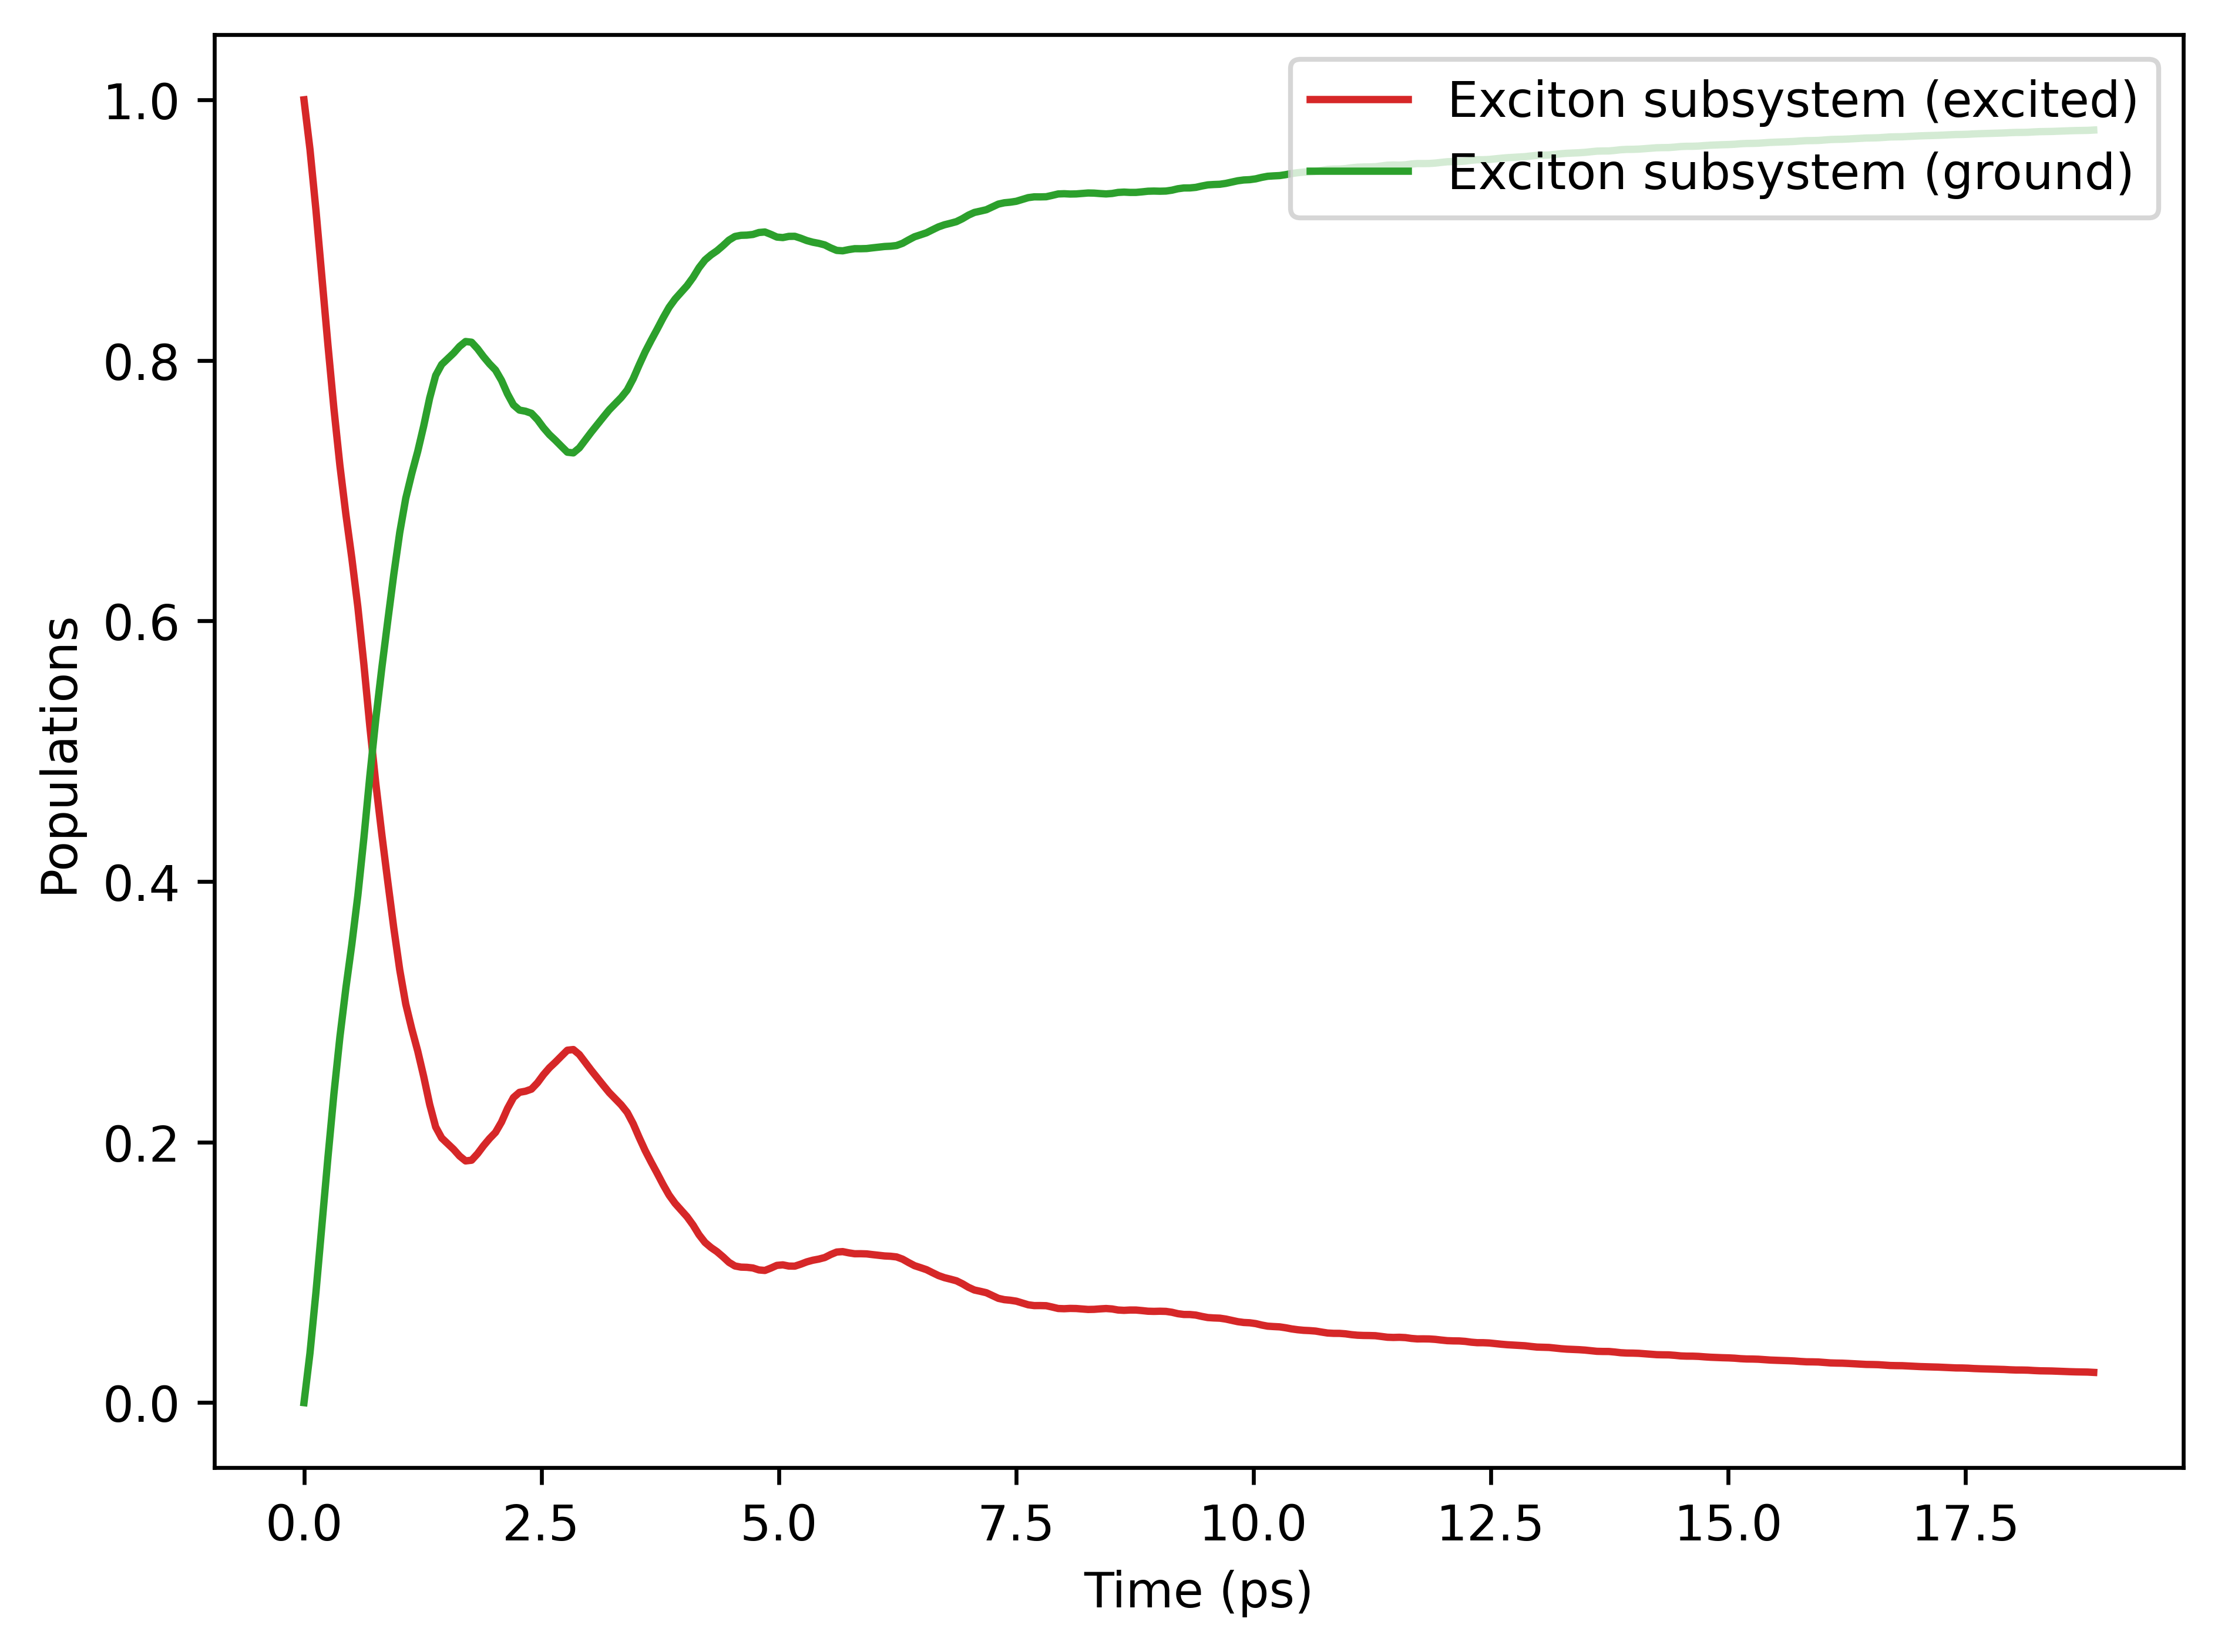 Exciton subsystem (excited)
Exciton subsystem (ground)
1.0
0.8
0.6
0.4
0.2
0.0
Populations
0.0 2.5 5.0 7.5 10.0 12.5 15.0 17.5
Time (ps)